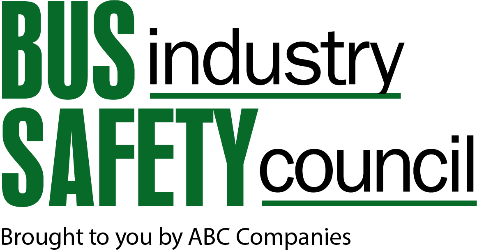 BUS industry
SAFETY council
Brought to you by ABC Companies